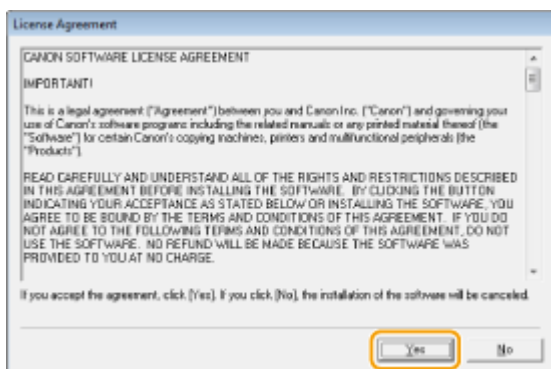 License Agreement
CANON SOFTWARE LICENSE AGREEMENT
IMPORTANT!
This is a legal agreement ("Agreement") between you and Canon Inc. ("Canon") and governing your
use of Canon's software programs including the related manuals or any printed material thereof (the
"Software") for certain Canon's copying machines, printers and multifunctional peripherals (the
"Products").
READ CAREFULLY AND UNDERSTAND ALL OF THE RIGHTS AND RESTRICTIONS DESCRIBED
IN THIS AGREEMENT BEFORE INSTALLING THE SOFTWARE. BY CLICKING THE BUTTON
INDICATING YOUR ACCEPTANCE AS STATED BELOW OR INSTALLING THE SOFTWARE, YOU
AGREE TO BE BOUND BY THE TERMS AND CONDITIONS OF THIS AGREEMENT. IF YOU DO
NOT AGREE TO THE FOLLOWING TERMS AND CONDITIONS OF THIS AGREEMENT, DO NOT
USE THE SOFTWARE. NO REFUND WILL BE MADE BECAUSE THE SOFTWARE WAS
PROVIDED TO YOU AT NO CHARGE.
If you accept the agreement, click [Yes]. If you click [No], the installation of the software will be canceled.
Yes
No